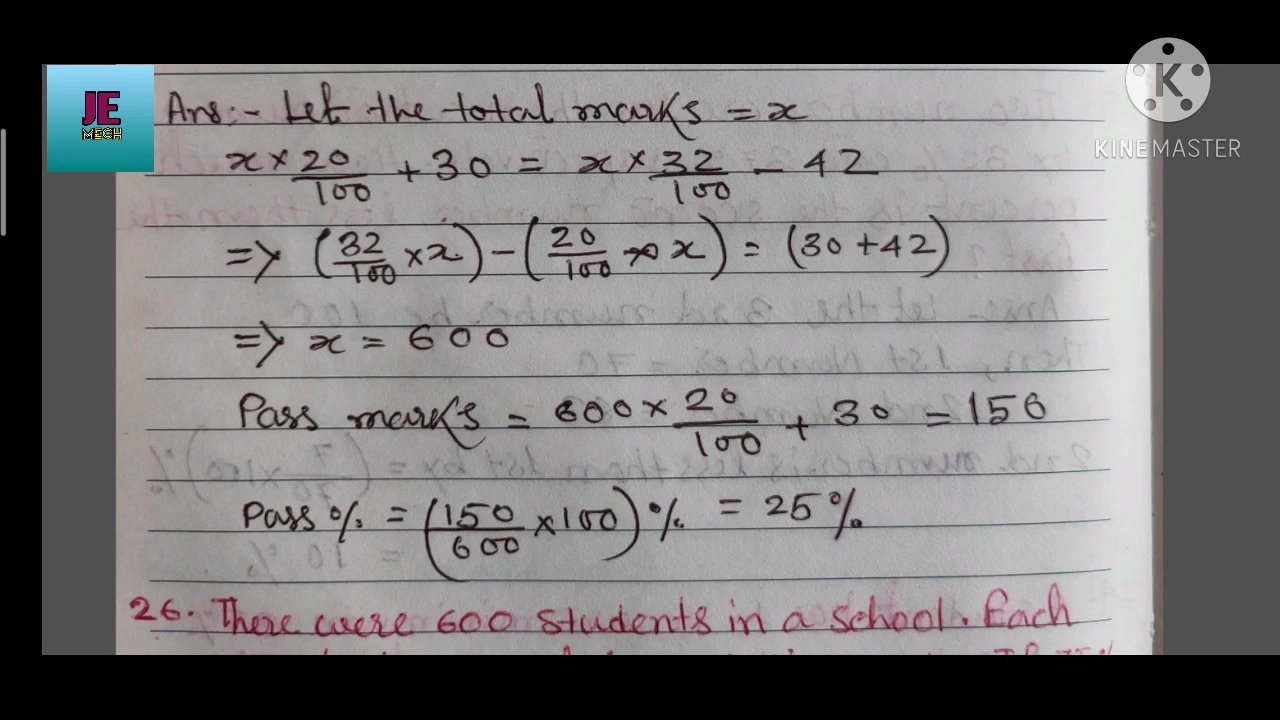 JE
MECH
KINEMASTER
Ans:- Let the total marks = x
x × 20/100 + 30 = x × 32/100 - 42
=> (32/100 × x) - (20/100 × x) = (30 + 42)
=> x = 600
Pass marks = 600 × 20/100 + 30 = 150
Pass % = (150/600 × 100) % = 25 %
26. There were 600 students in a school. Each